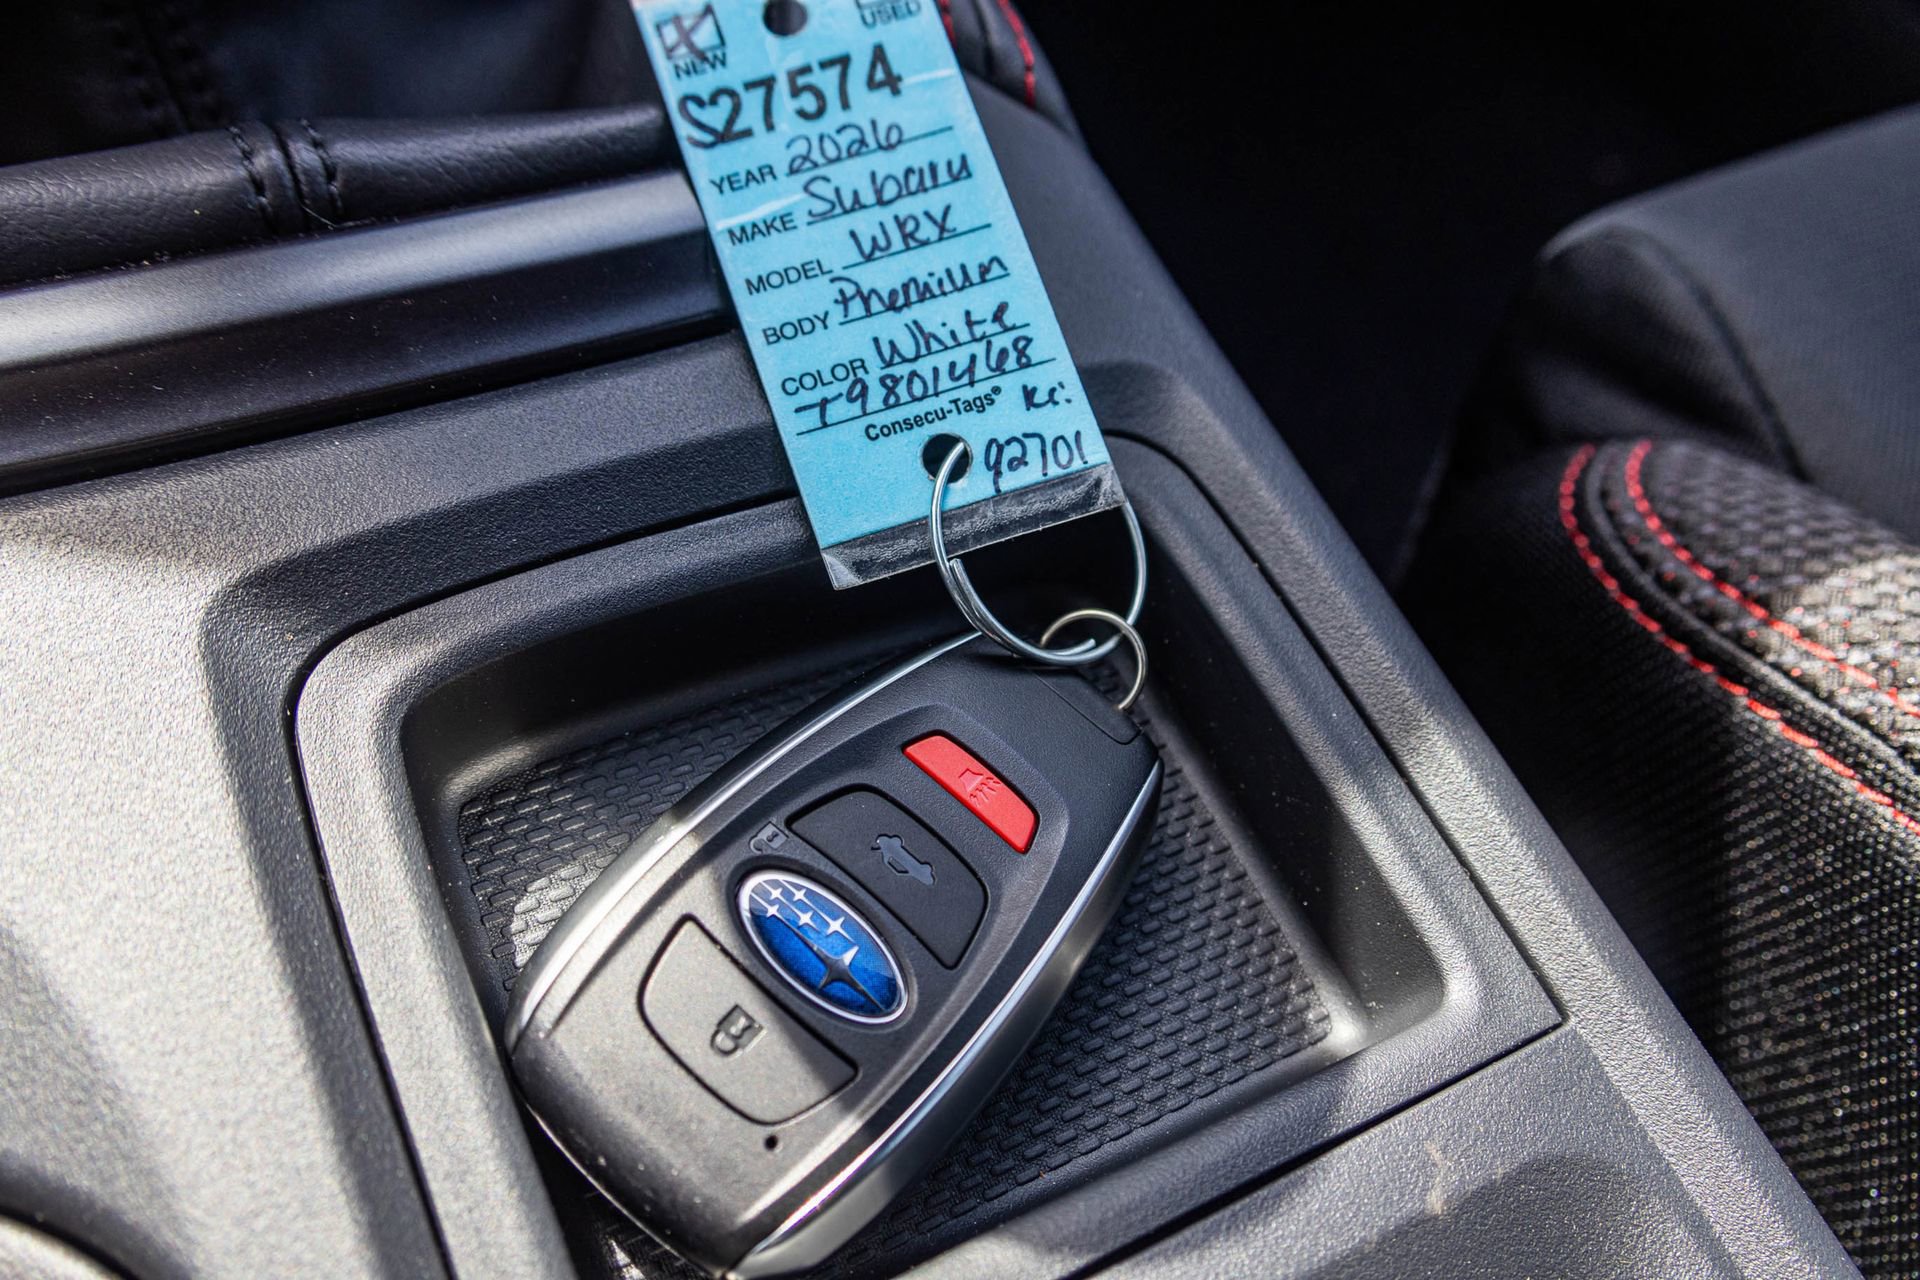 NEW USED
S27574
YEAR 2026
MAKE Subaru
MODEL WRX
BODY Premium
COLOR White
T9801468
Consecu-Tags®
92701